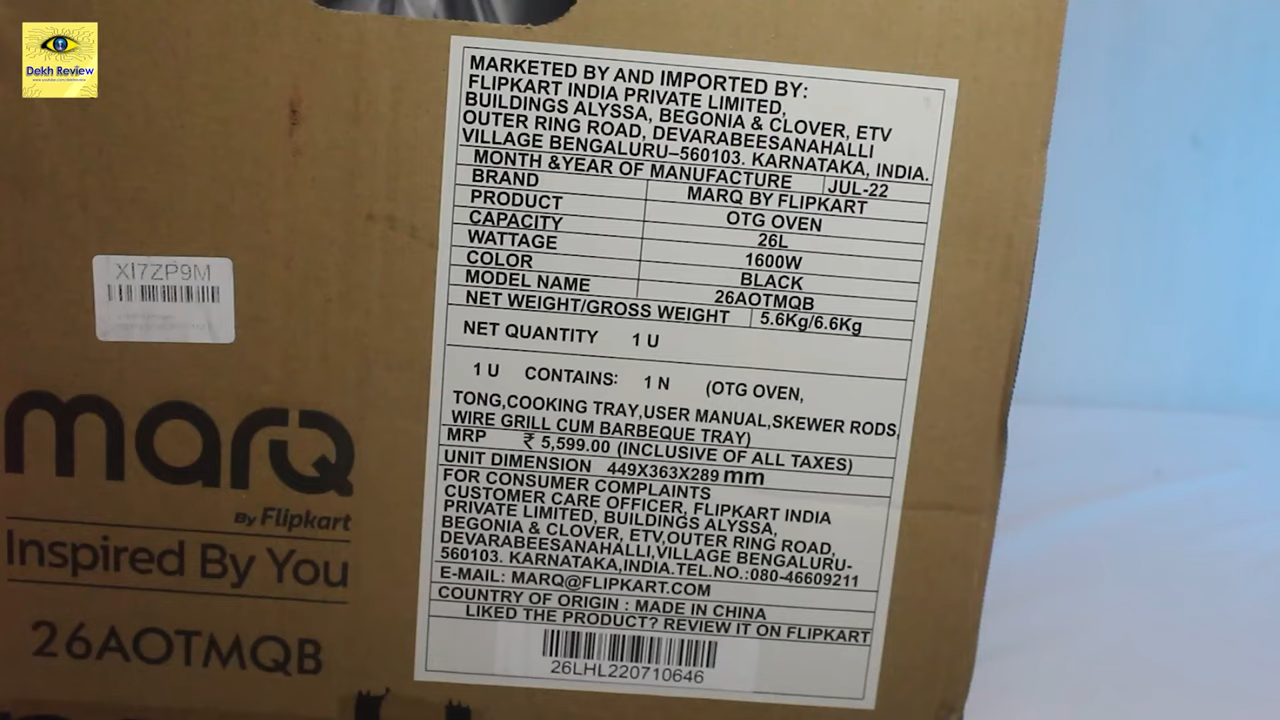 Dekh Review
MARKETED BY AND IMPORTED BY:
FLIPKART INDIA PRIVATE LIMITED,
BUILDINGS ALYSSA, BEGONIA & CLOVER, ETV
OUTER RING ROAD, DEVARABEESANAHALLI
VILLAGE BENGALURU–560103. KARNATAKA, INDIA.
MONTH &YEAR OF MANUFACTURE JUL-22
BRAND MARQ BY FLIPKART
PRODUCT OTG OVEN
CAPACITY 26L
WATTAGE 1600W
COLOR BLACK
MODEL NAME 26AOTMQB
NET WEIGHT/GROSS WEIGHT 5.6Kg/6.6Kg
NET QUANTITY 1 U
1 U CONTAINS: 1 N (OTG OVEN,
TONG,COOKING TRAY,USER MANUAL,SKEWER RODS,
WIRE GRILL CUM BARBEQUE TRAY)
MRP ₹ 5,599.00 (INCLUSIVE OF ALL TAXES)
UNIT DIMENSION 449X363X289 mm
FOR CONSUMER COMPLAINTS
CUSTOMER CARE OFFICER, FLIPKART INDIA
PRIVATE LIMITED, BUILDINGS ALYSSA,
BEGONIA & CLOVER, ETV,OUTER RING ROAD,
DEVARABEESANAHALLI,VILLAGE BENGALURU-
560103. KARNATAKA,INDIA.TEL.NO.:080-46609211
E-MAIL: MARQ@FLIPKART.COM
COUNTRY OF ORIGIN : MADE IN CHINA
LIKED THE PRODUCT? REVIEW IT ON FLIPKART
26LHL220710646
XI7ZP9M
marQ
By Flipkart
Inspired By You
26AOTMQB